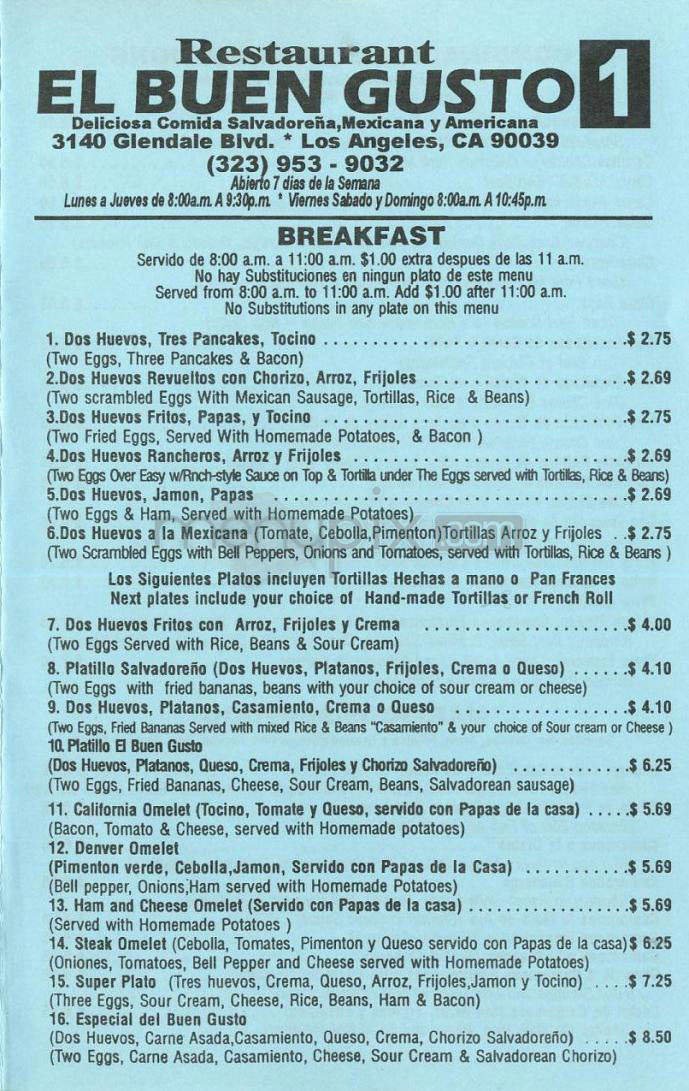 Restaurant
EL BUEN GUSTO 1
Deliciosa Comida Salvadoreña,Mexicana y Americana
3140 Glendale Blvd. * Los Angeles, CA 90039
(323) 953 - 9032
Abierto 7 dias de la Semana
Lunes a Jueves de 8:00a.m. A 9:30p.m. * Viernes Sabado y Domingo 8:00a.m. A 10:45p.m.
BREAKFAST
Servido de 8:00 a.m. a 11:00 a.m. $1.00 extra despues de las 11 a.m.
No hay Substituciones en ningun plato de este menu
Served from 8:00 a.m. to 11:00 a.m. Add $1.00 after 11:00 a.m.
No Substitutions in any plate on this menu
1. Dos Huevos, Tres Pancakes, Tocino ..............................$ 2.75
(Two Eggs, Three Pancakes & Bacon)
2.Dos Huevos Revueltos con Chorizo, Arroz, Frijoles ....................$ 2.69
(Two scrambled Eggs With Mexican Sausage, Tortillas, Rice & Beans)
3.Dos Huevos Fritos, Papas, y Tocino ..............................$ 2.75
(Two Fried Eggs, Served With Homemade Potatoes, & Bacon )
4.Dos Huevos Rancheros, Arroz y Frijoles ...........................$ 2.69
(Two Eggs Over Easy w/Rnch-style Sauce on Top & Tortilla under The Eggs served with Tortillas, Rice & Beans)
5.Dos Huevos, Jamon, Papas ...................................$ 2.69
(Two Eggs & Ham, Served with Homemade Potatoes)
6.Dos Huevos a la Mexicana (Tomate, Cebolla,Pimenton)Tortillas Arroz y Frijoles ..$ 2.75
(Two Scrambled Eggs with Bell Peppers, Onions and Tomatoes, served with Tortillas, Rice & Beans )
menupix.com
Los Siguientes Platos incluyen Tortillas Hechas a mano o Pan Frances
Next plates include your choice of Hand-made Tortillas or French Roll
7. Dos Huevos Fritos con Arroz, Frijoles y Crema ....................$ 4.00
(Two Eggs Served with Rice, Beans & Sour Cream)
8. Platillo Salvadoreño (Dos Huevos, Platanos, Frijoles, Crema o Queso) ......$ 4.10
(Two Eggs with fried bananas, beans with your choice of sour cream or cheese)
9. Dos Huevos, Platanos, Casamiento, Crema o Queso ...................$ 4.10
(Two Eggs, Fried Bananas Served with mixed Rice & Beans "Casamiento" & your choice of Sour cream or Cheese )
10. Platillo El Buen Gusto
(Dos Huevos, Platanos, Queso, Crema, Frijoles y Chorizo Salvadoreño) .............$ 6.25
(Two Eggs, Fried Bananas, Cheese, Sour Cream, Beans, Salvadorean sausage)
11. California Omelet (Tocino, Tomate y Queso, servido con Papas de la casa) .....$ 5.69
(Bacon, Tomato & Cheese, served with Homemade potatoes)
12. Denver Omelet
(Pimenton verde, Cebolla,Jamon, Servido con Papas de la Casa) ...........$ 5.69
(Bell pepper, Onions,Ham served with Homemade Potatoes)
13. Ham and Cheese Omelet (Servido con Papas de la casa) ................$ 5.69
(Served with Homemade Potatoes )
14. Steak Omelet (Cebolla, Tomates, Pimenton y Queso servido con Papas de la casa)$ 6.25
(Oniones, Tomatoes, Bell Pepper and Cheese served with Homemade Potatoes)
15. Super Plato (Tres huevos, Crema, Queso, Arroz, Frijoles,Jamon y Tocino) ....$ 7.25
(Three Eggs, Sour Cream, Cheese, Rice, Beans, Ham & Bacon)
16. Especial del Buen Gusto
(Dos Huevos, Carne Asada,Casamiento, Queso, Crema, Chorizo Salvadoreño) .....$ 8.50
(Two Eggs, Carne Asada, Casamiento, Cheese, Sour Cream & Salvadorean Chorizo)